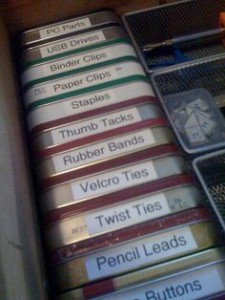 PC Parts
USB Drives
Binder Clips
Paper Clips
Staples
Thumb Tacks
Rubber Bands
Velcro Ties
Twist Ties
Pencil Leads
Buttons